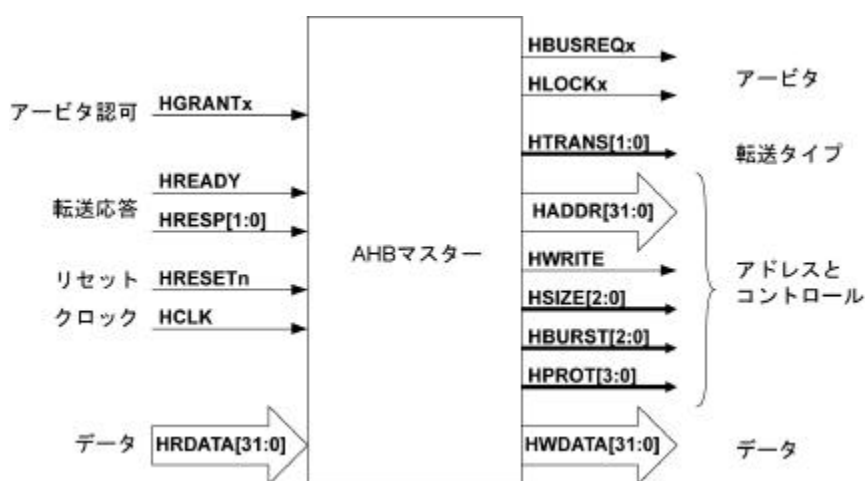 アービタ認可
HGRANTx
転送応答
HREADY
HRESP[1:0]
リセット
HRESETn
クロック
HCLK
データ
HRDATA[31:0]
AHBマスター
HBUSREQx
HLOCKx
アービタ
HTRANS[1:0]
転送タイプ
HADDR[31:0]
HWRITE
HSIZE[2:0]
HBURST[2:0]
HPROT[3:0]
アドレスと
コントロール
HWDATA[31:0]
データ